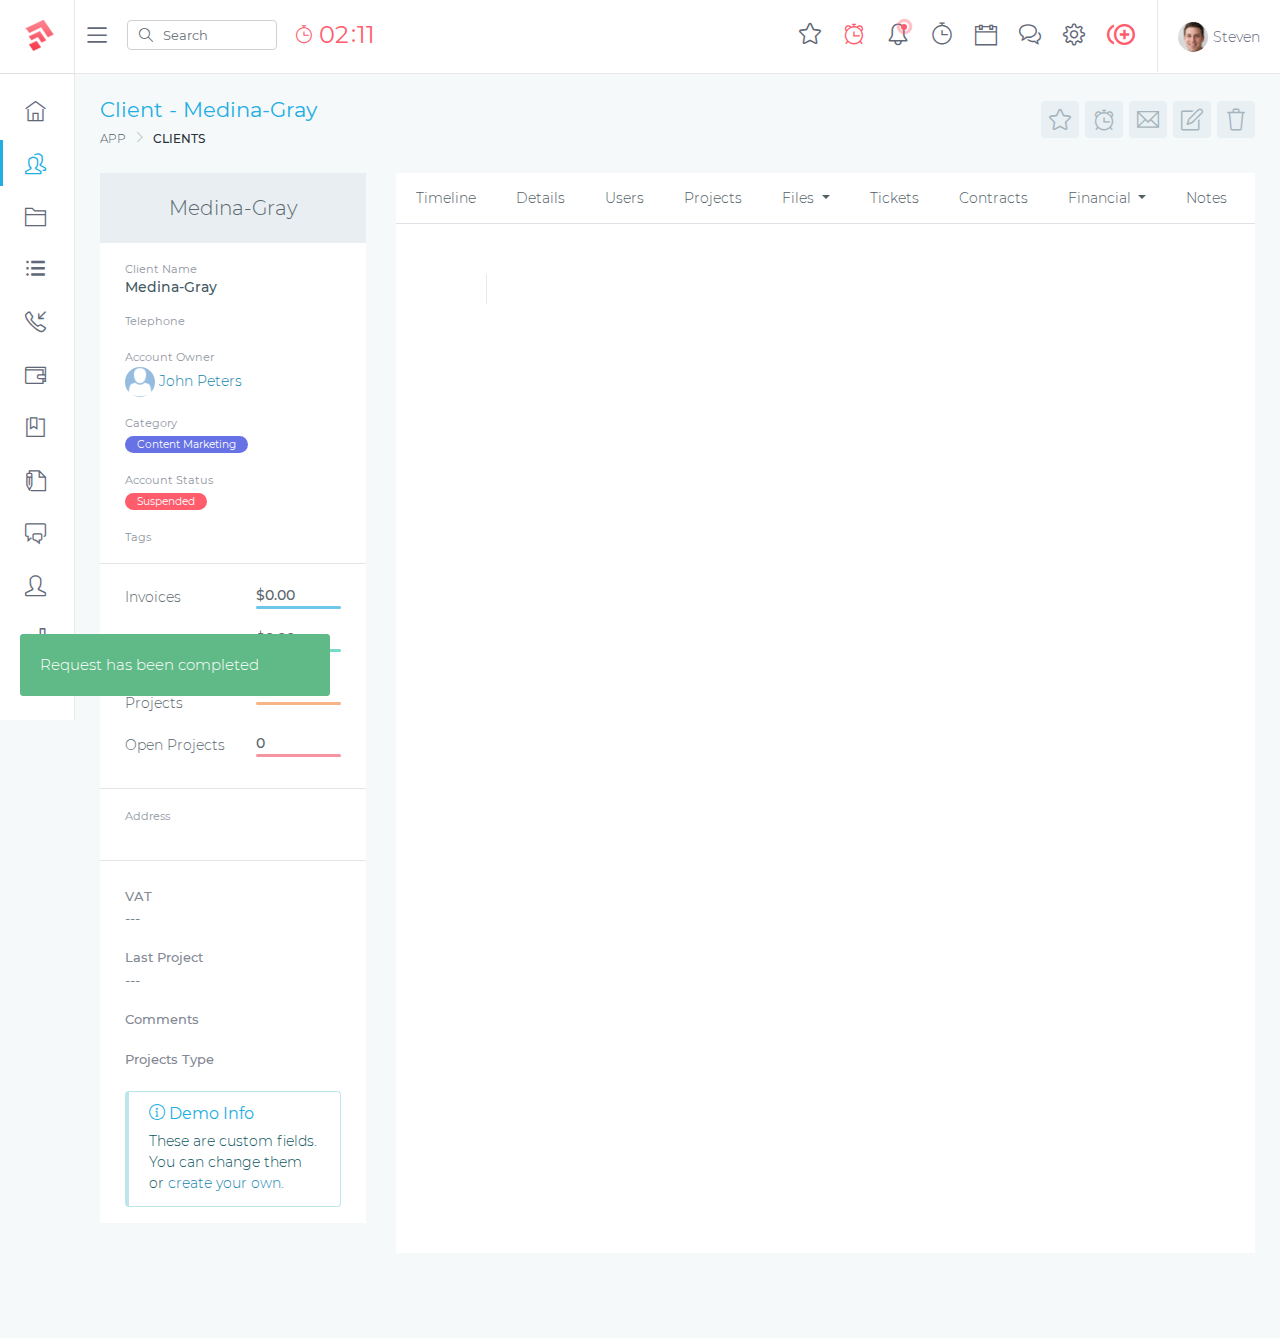 Search
02:11
Steven
Client - Medina-Gray
APP
CLIENTS
Medina-Gray
Timeline
Details
Users
Projects
Files
Tickets
Contracts
Financial
Notes
Client Name
Medina-Gray
Telephone
Account Owner
John Peters
Category
Content Marketing
Account Status
Suspended
Tags
Invoices
$0.00
Request has been completed
Projects
Open Projects
0
Address
VAT
---
Last Project
---
Comments
Projects Type
Demo Info
These are custom fields.
You can change them
or create your own.